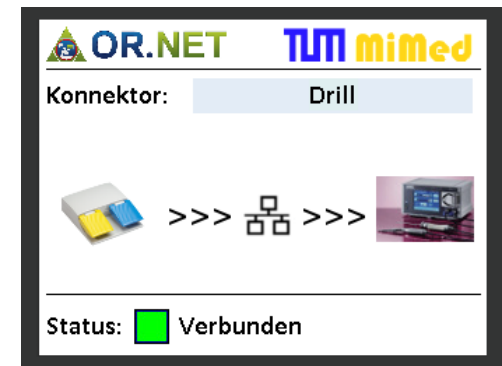 OR.NET TUM MiMed
Konnektor: Drill
>>> >>>
Status: Verbunden